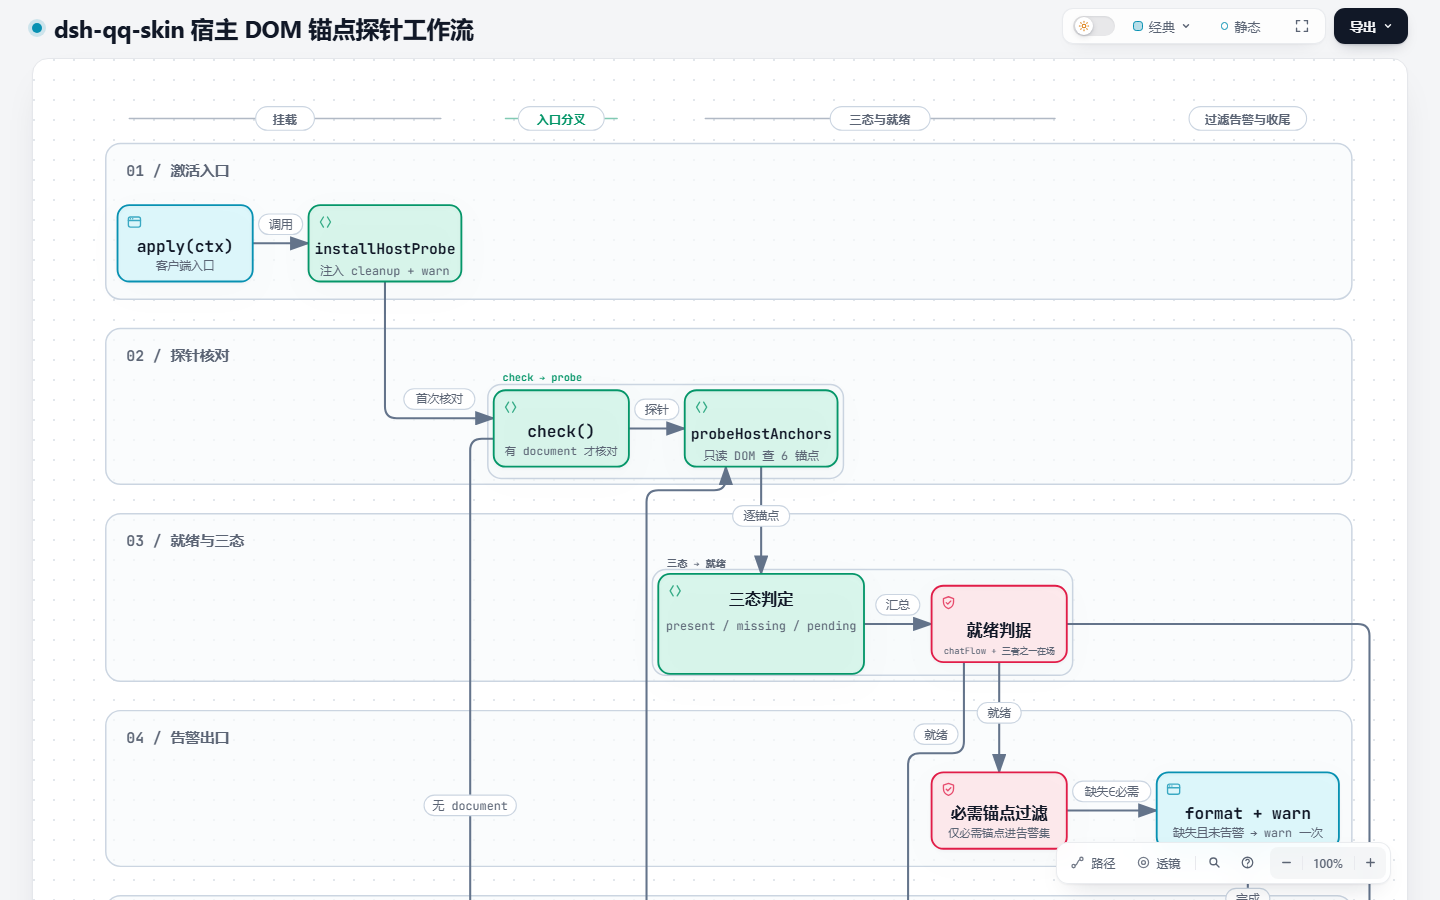 dsh-qq-skin 宿主 DOM 锚点探针工作流
经典
静态
导出
挂载
入口分叉
三态与就绪
过滤告警与收尾
01 / 激活入口
apply(ctx)
客户端入口
调用
installHostProbe
注入 cleanup + warn
02 / 探针核对
首次核对
check → probe
check()
有 document 才核对
探针
probeHostAnchors
只读 DOM 查 6 锚点
逐锚点
03 / 就绪与三态
三态 → 就绪
三态判定
present / missing / pending
汇总
就绪判据
chatFlow + 三者之一在场
就绪
就绪
04 / 告警出口
无 document
必需锚点过滤
仅必需锚点进告警集
缺失∈必需
format + warn
缺失且未告警 → warn 一次
路径
透镜
100%
完成